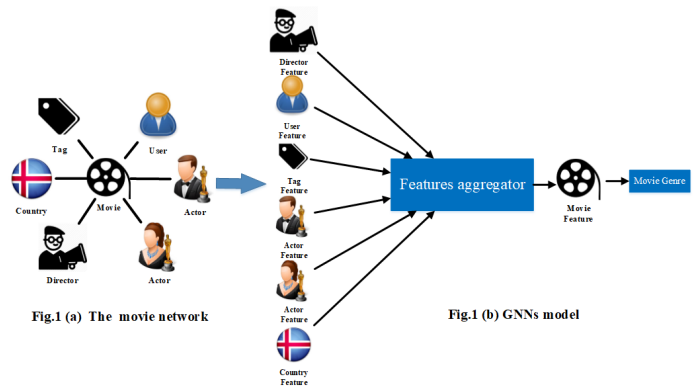 Tag
User
Country
Movie
Actor
Director
Actor
Fig.1 (a) The movie network
Director
Feature
User
Feature
Tag
Feature
Actor
Feature
Actor
Feature
Country
Feature
Features aggregator
Movie
Feature
Movie Genre
Fig.1 (b) GNNs model